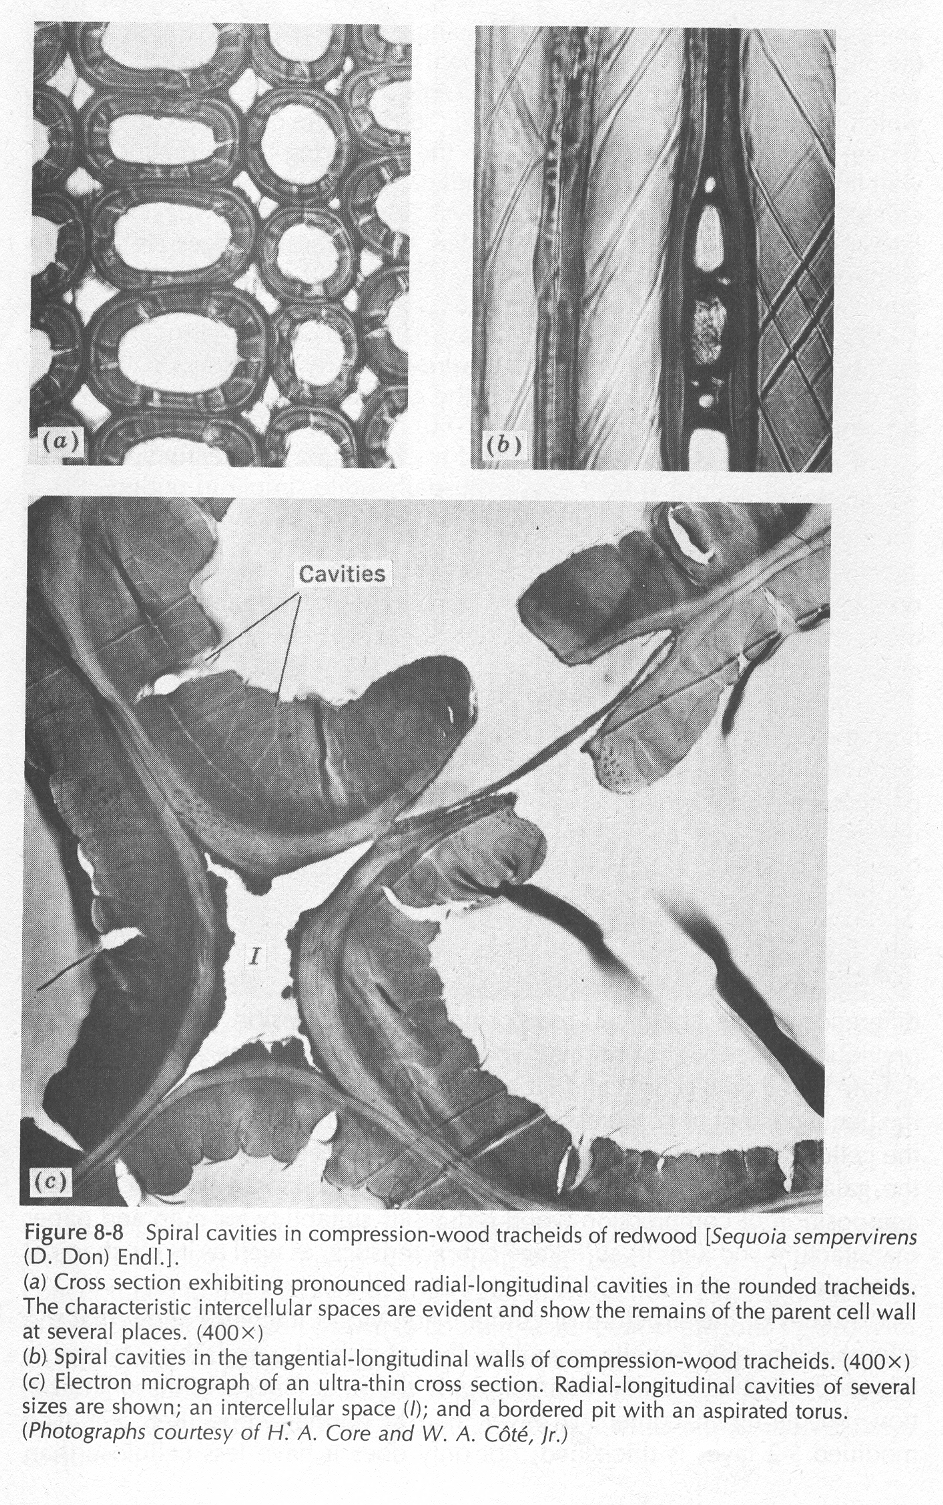 (a)
(b)
Cavities
I
(c)
Figure 8-8 Spiral cavities in compression-wood tracheids of redwood [Sequoia sempervirens
(D. Don) Endl.].
(a) Cross section exhibiting pronounced radial-longitudinal cavities in the rounded tracheids.
The characteristic intercellular spaces are evident and show the remains of the parent cell wall
at several places. (400×)
(b) Spiral cavities in the tangential-longitudinal walls of compression-wood tracheids. (400×)
(c) Electron micrograph of an ultra-thin cross section. Radial-longitudinal cavities of several
sizes are shown; an intercellular space (I); and a bordered pit with an aspirated torus.
(Photographs courtesy of H. A. Core and W. A. Côté, Jr.)